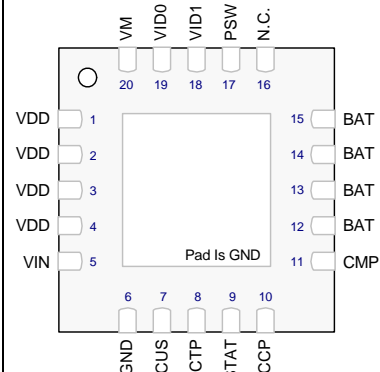 VM VID0 VID1 PSW N.C.
20 19 18 17 16
VDD 1 15 BAT
VDD 2 14 BAT
VDD 3 13 BAT
VDD 4 12 BAT
VIN 5 11 CMP
Pad Is GND
6 7 8 9 10
GND CUS CTP STAT CCP